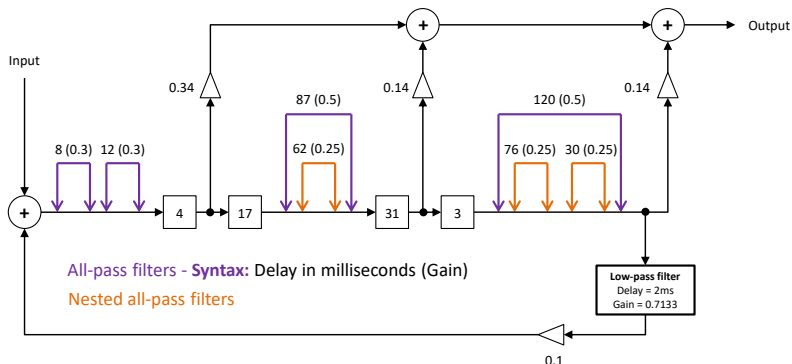 +
+
Output
Input
0.34
0.14
0.14
87 (0.5)
120 (0.5)
8 (0.3)
12 (0.3)
62 (0.25)
76 (0.25)
30 (0.25)
+
4
17
31
3
All-pass filters - Syntax: Delay in milliseconds (Gain)
Nested all-pass filters
Low-pass filter
Delay = 2ms
Gain = 0.7133
0.1